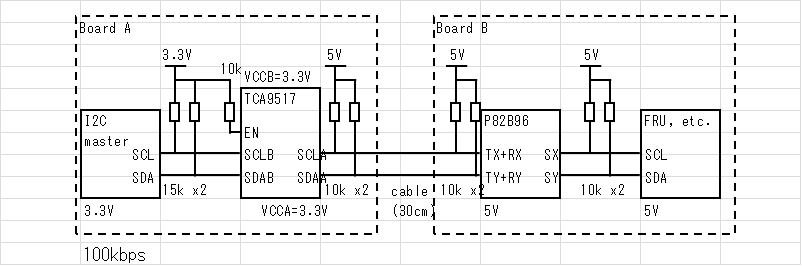 Board A
Board B
3.3V
5V
5V
5V
10k
VCCB=3.3V
TCA9517
I2C
master
EN
P82B96
FRU, etc.
SCL
SCLB
SCLA
TX+RX
SX
SCL
SDA
SDAB
SDAA
TY+RY
SY
SDA
15k x2
10k x2
cable
(30cm)
10k x2
10k x2
3.3V
VCCA=3.3V
5V
5V
100kbps